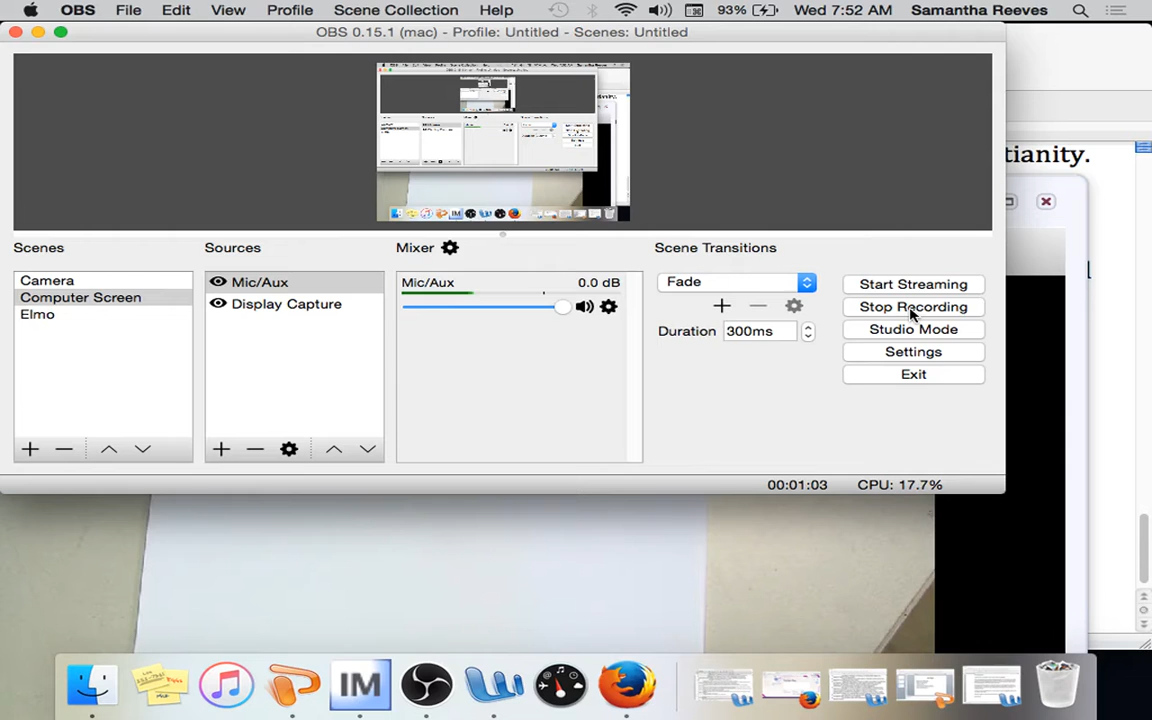 OBS File Edit View Profile Scene Collection Help 93% Wed 7:52 AM Samantha Reeves
OBS 0.15.1 (mac) - Profile: Untitled - Scenes: Untitled
tianity.
Scenes Sources Mixer Scene Transitions
Camera
Computer Screen
Elmo
Mic/Aux
Display Capture
Mic/Aux 0.0 dB
Fade
Duration 300ms
Start Streaming
Stop Recording
Studio Mode
Settings
Exit
00:01:03 CPU: 17.7%
IM